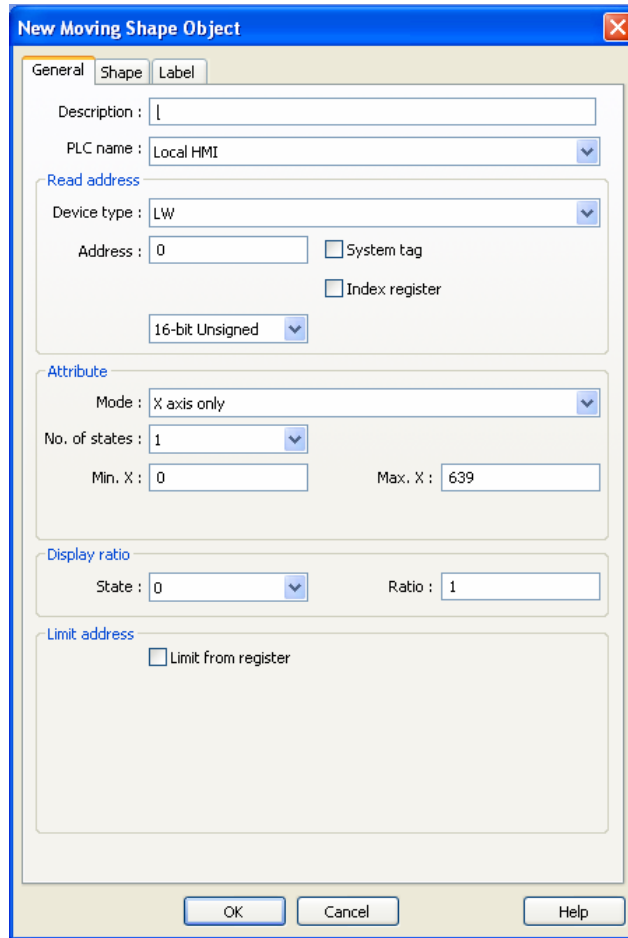 New Moving Shape Object
General Shape Label
Description :
PLC name : Local HMI
Read address
Device type : LW
Address : 0 System tag
Index register
16-bit Unsigned
Attribute
Mode : X axis only
No. of states : 1
Min. X : 0 Max. X : 639
Display ratio
State : 0 Ratio : 1
Limit address
Limit from register
OK Cancel Help